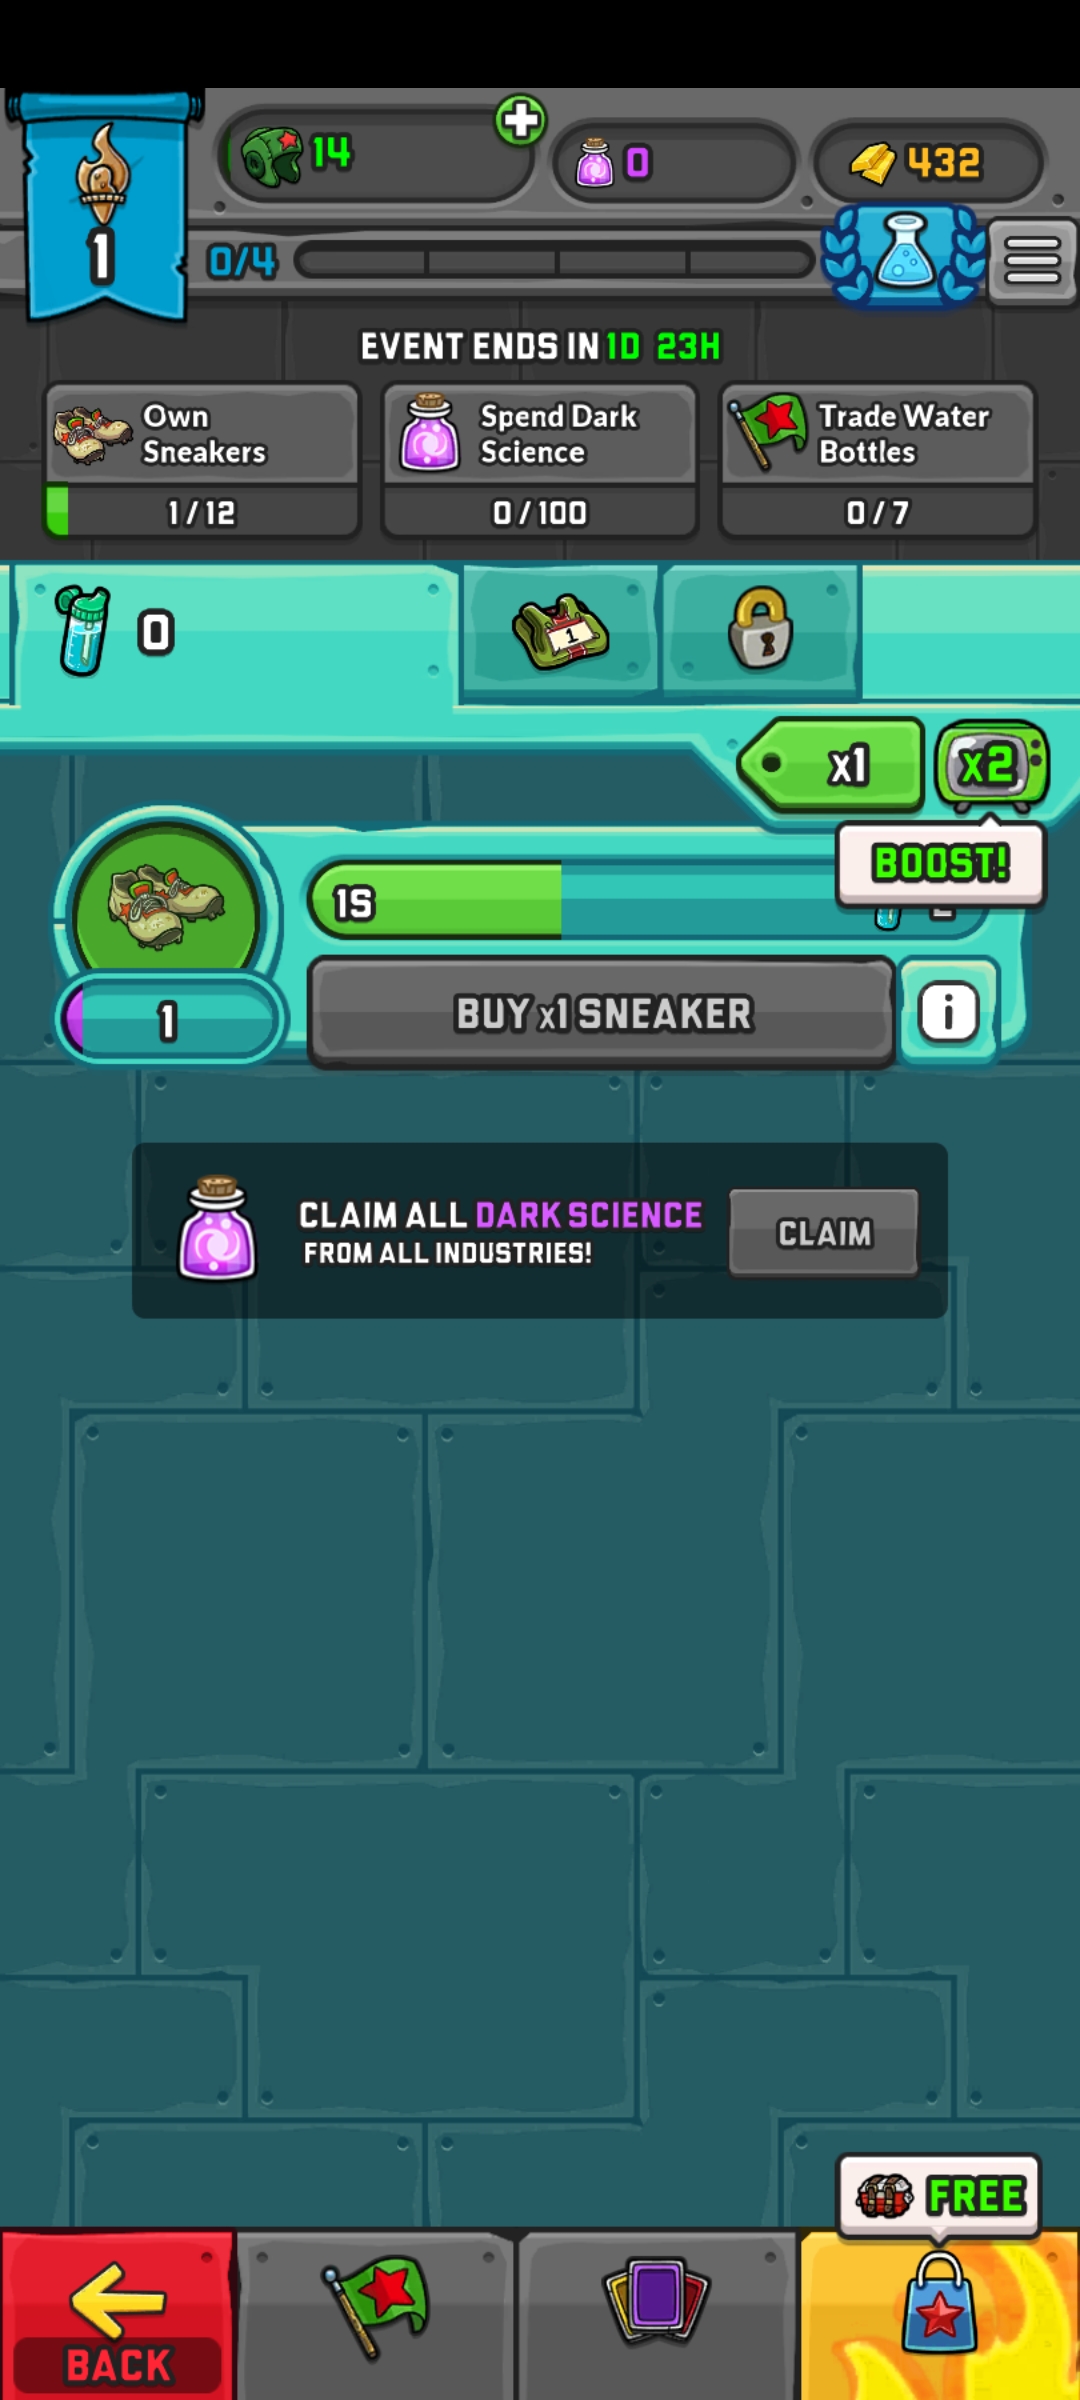 14
0
432
1
0/4
EVENT ENDS IN 1D 23H
Own
Sneakers
1/12
Spend Dark
Science
0/100
Trade Water
Bottles
0/7
0
1
x1
x2
BOOST!
1S
1
BUY x1 SNEAKER
i
CLAIM ALL DARK SCIENCE
FROM ALL INDUSTRIES!
CLAIM
FREE
BACK